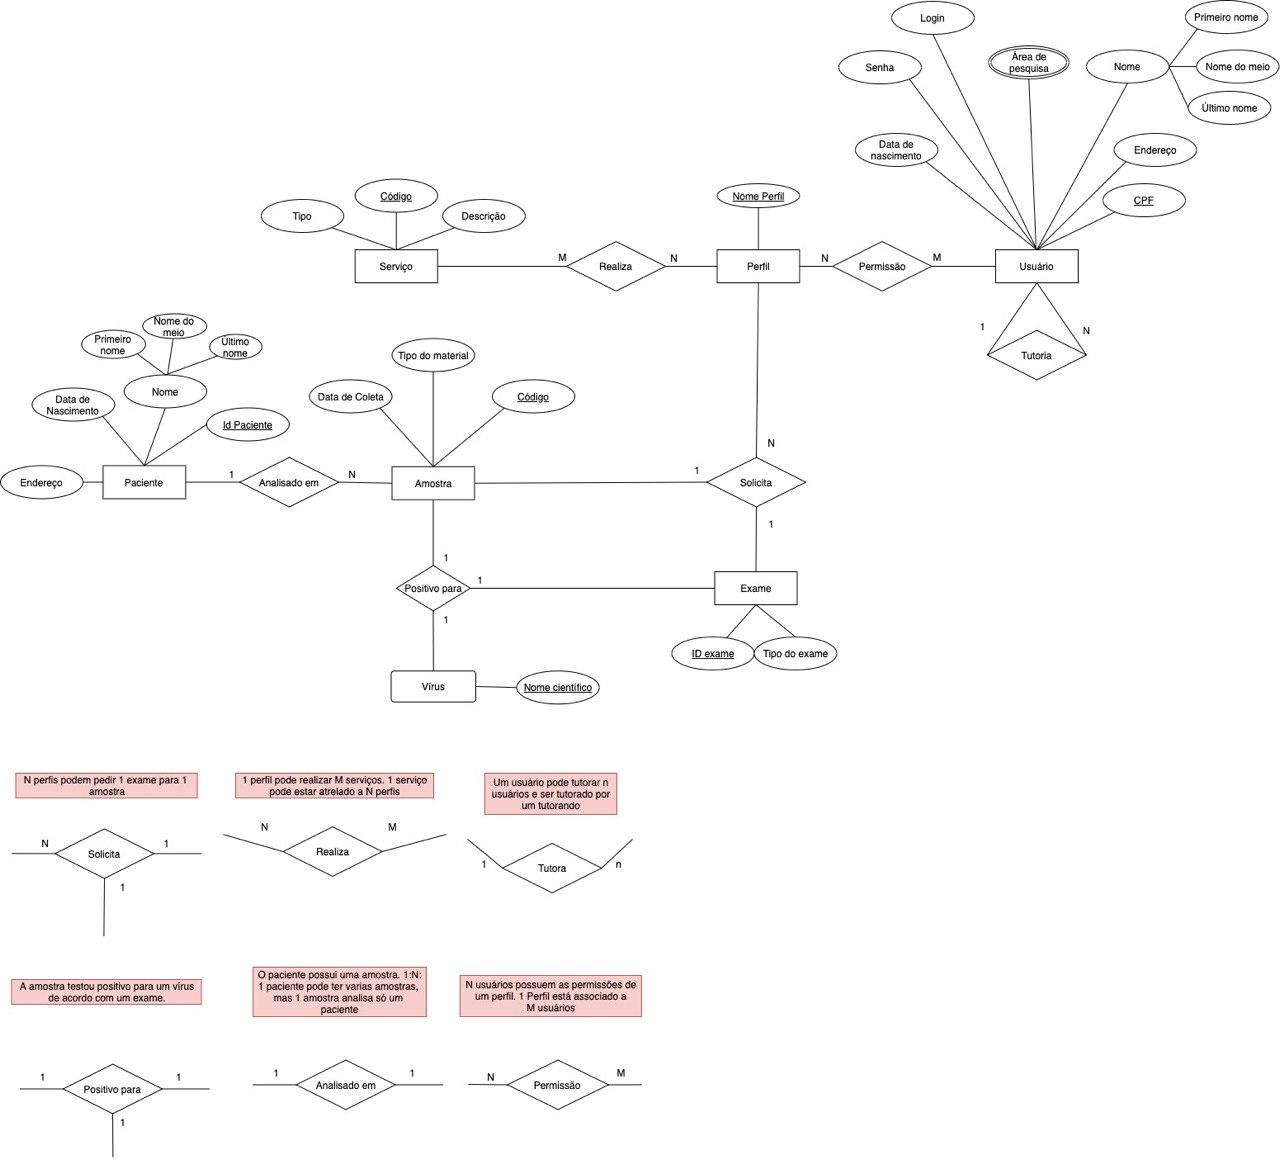 Login
Primeiro nome
Área de
pesquisa
Senha
Nome
Nome do meio
Último nome
Data de
nascimento
Endereço
CPF
Código
Tipo
Descrição
Nome Perfil
Serviço
M
Realiza
N
Perfil
N
Permissão
M
Usuário
1
N
Tutoria
Nome do
meio
Primeiro
nome
Último
nome
Nome
Data de
Nascimento
Id Paciente
Endereço
Paciente
1
Analisado em
N
Tipo do material
Data de Coleta
Código
Amostra
1
N
Solicita
1
1
Positivo para
1
1
Exame
ID exame
Tipo do exame
Vírus
Nome científico
N perfis podem pedir 1 exame para 1
amostra
N
1
Solicita
1
1 perfil pode realizar M serviços. 1 serviço
pode estar atrelado a N perfis
N
M
Realiza
Um usuário pode tutorar n
usuários e ser tutorado por
um tutorando
1
n
Tutora
A amostra testou positivo para um vírus
de acordo com um exame.
1
1
Positivo para
1
O paciente possui uma amostra. 1:N:
1 paciente pode ter varias amostras,
mas 1 amostra analisa só um
paciente
1
1
Analisado em
N usuários possuem as permissões de
um perfil. 1 Perfil está associado a
M usuários
N
M
Permissão